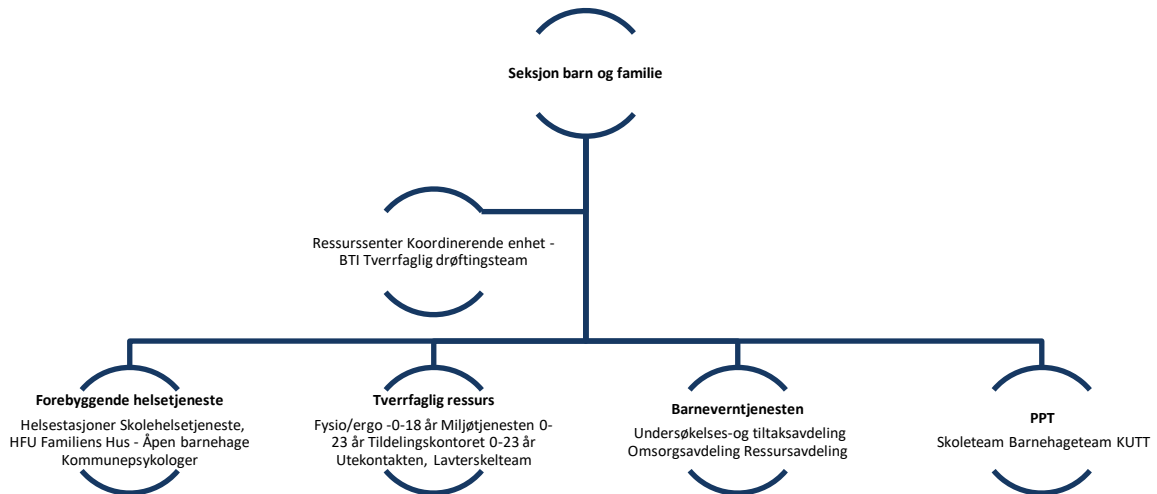 Seksjon barn og familie
Ressurssenter Koordinerende enhet -
BTI Tverrfaglig drøftingsteam
Forebyggende helsetjeneste
Helsestasjoner Skolehelsetjeneste,
HFU Familiens Hus - Åpen barnehage
Kommunepsykologer
Tverrfaglig ressurs
Fysio/ergo -0-18 år Miljøtjenesten 0-
23 år Tildelingskontoret 0-23 år
Utekontakten, Lavterskelteam
Barneverntjenesten
Undersøkelses-og tiltaksavdeling
Omsorgsavdeling Ressursavdeling
PPT
Skoleteam Barnehageteam KUTT